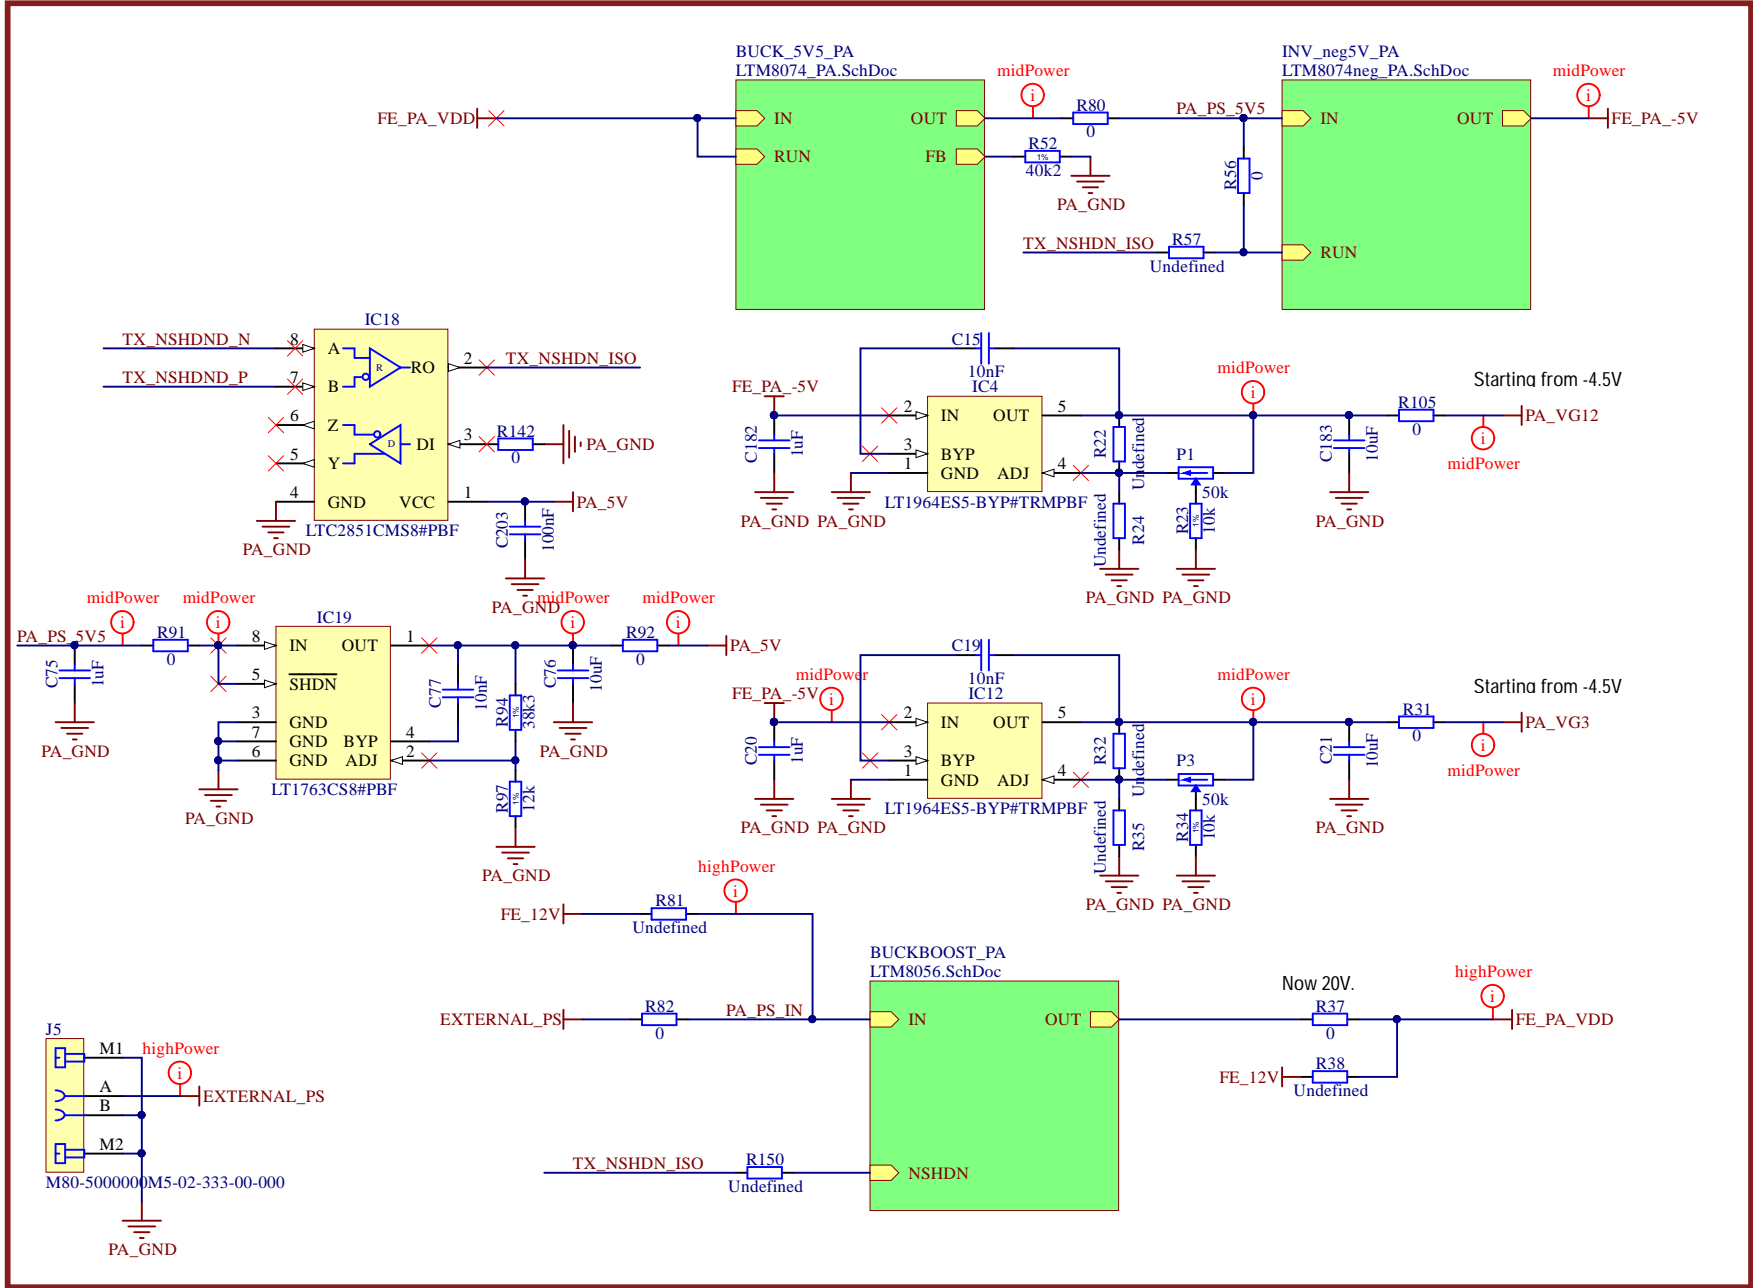 BUCK_5V5_PA
LTM8074_PA.SchDoc
FE_PA_VDD
IN
RUN
OUT
FB
midPower
i
R80
0
R52
1%
40k2
PA_GND
PA_PS_5V5
R56
0
TX_NSHDN_ISO
R57
Undefined
INV_neg5V_PA
LTM8074neg_PA.SchDoc
IN
RUN
OUT
midPower
i
FE_PA_-5V
IC18
TX_NSHDND_N
8
A
TX_NSHDND_P
7
B
R
RO
2
TX_NSHDN_ISO
6
Z
5
Y
D
DI
3
R142
0
PA_GND
4
GND
VCC
1
PA_5V
PA_GND
LTC2851CMS8#PBF
C203
100nF
PA_GND
C15
10nF
IC4
FE_PA_-5V
C182
1uF
PA_GND
2
IN
3
BYP
1
GND
OUT
5
ADJ
4
PA_GND
LT1964ES5-BYP#TRMPBF
R22
Undefined
R24
Undefined
PA_GND
P1
50k
R23
1%
10k
PA_GND
midPower
i
C183
10uF
PA_GND
R105
0
midPower
i
Starting from -4.5V
PA_VG12
PA_PS_5V5
midPower
i
midPower
i
C75
1uF
PA_GND
R91
0
IC19
8
IN
5
SHDN
3
GND
7
GND
6
GND
OUT
1
BYP
4
ADJ
2
PA_GND
LT1763CS8#PBF
C77
10nF
R94
1%
38k3
R97
1%
12k
PA_GND
midPower
i
C76
10uF
PA_GND
R92
0
midPower
i
PA_5V
C19
10nF
IC12
FE_PA_-5V
midPower
i
C20
1uF
PA_GND
2
IN
3
BYP
1
GND
OUT
5
ADJ
4
PA_GND
LT1964ES5-BYP#TRMPBF
R32
Undefined
R35
Undefined
PA_GND
P3
50k
R34
1%
10k
PA_GND
midPower
i
C21
10uF
PA_GND
R31
0
midPower
i
Starting from -4.5V
PA_VG3
FE_12V
R81
Undefined
highPower
i
EXTERNAL_PS
R82
0
PA_PS_IN
BUCKBOOST_PA
LTM8056.SchDoc
IN
OUT
NSHDN
TX_NSHDN_ISO
R150
Undefined
Now 20V.
R37
0
FE_12V
R38
Undefined
highPower
i
FE_PA_VDD
J5
M1
A
B
M2
highPower
i
EXTERNAL_PS
M80-5000000M5-02-333-00-000
PA_GND